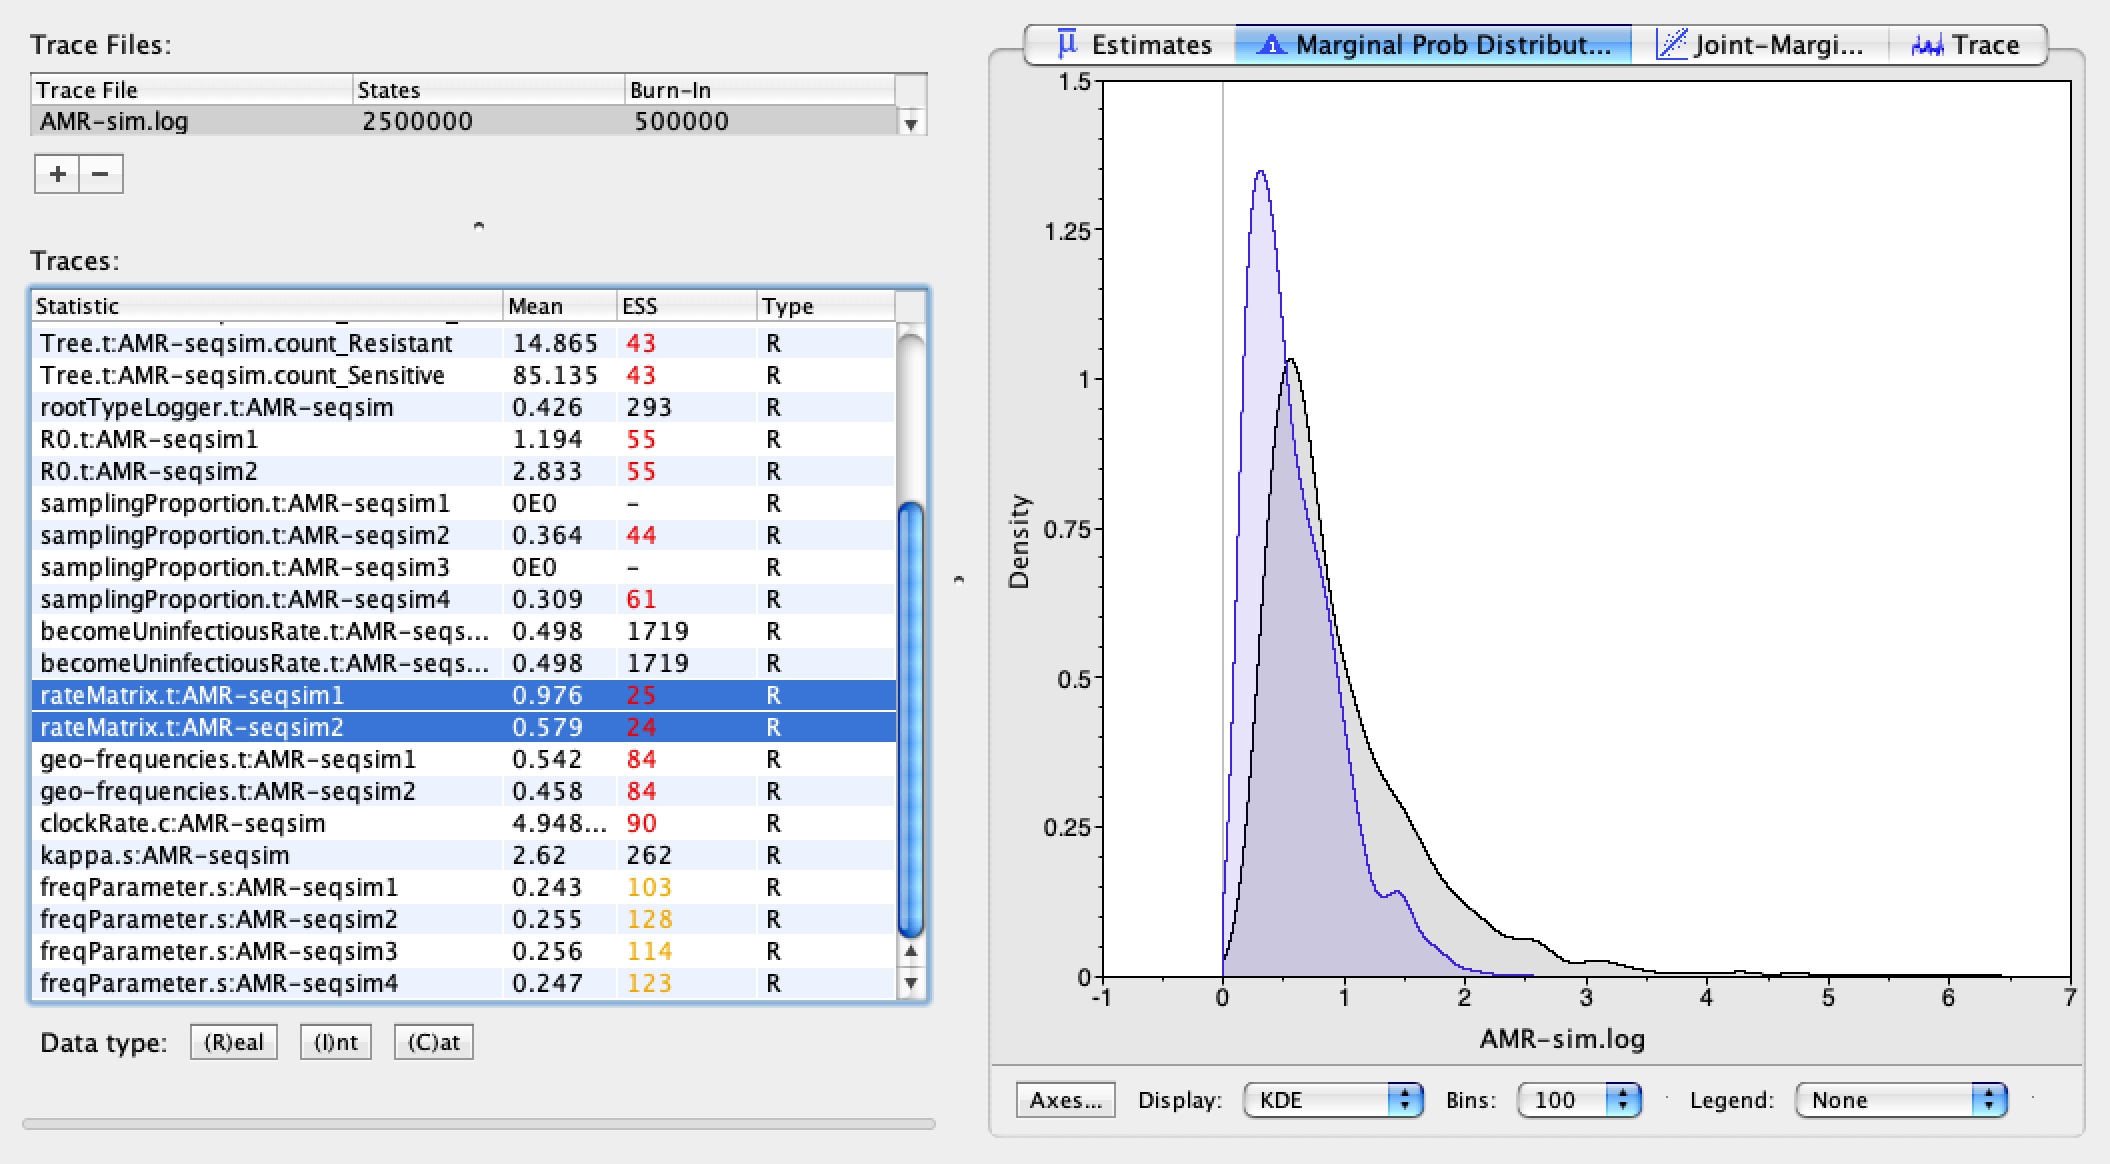 Trace Files:
Trace File States Burn-In
AMR-sim.log 2500000 500000
+ −
Traces:
Statistic Mean ESS Type
Tree.t:AMR-seqsim.count_Resistant 14.865 43 R
Tree.t:AMR-seqsim.count_Sensitive 85.135 43 R
rootTypeLogger.t:AMR-seqsim 0.426 293 R
R0.t:AMR-seqsim1 1.194 55 R
R0.t:AMR-seqsim2 2.833 55 R
samplingProportion.t:AMR-seqsim1 0E0 - R
samplingProportion.t:AMR-seqsim2 0.364 44 R
samplingProportion.t:AMR-seqsim3 0E0 - R
samplingProportion.t:AMR-seqsim4 0.309 61 R
becomeUninfectiousRate.t:AMR-seqs... 0.498 1719 R
becomeUninfectiousRate.t:AMR-seqs... 0.498 1719 R
rateMatrix.t:AMR-seqsim1 0.976 25 R
rateMatrix.t:AMR-seqsim2 0.579 24 R
geo-frequencies.t:AMR-seqsim1 0.542 84 R
geo-frequencies.t:AMR-seqsim2 0.458 84 R
clockRate.c:AMR-seqsim 4.948... 90 R
kappa.s:AMR-seqsim 2.62 262 R
freqParameter.s:AMR-seqsim1 0.243 103 R
freqParameter.s:AMR-seqsim2 0.255 128 R
freqParameter.s:AMR-seqsim3 0.256 114 R
freqParameter.s:AMR-seqsim4 0.247 123 R
Data type: (R)eal (I)nt (C)at
Estimates Marginal Prob Distribut... Joint-Margi... Trace
1.5
1.25
1
0.75
0.5
0.25
0
Density
-1 0 1 2 3 4 5 6 7
AMR-sim.log
Axes... Display: KDE Bins: 100 Legend: None